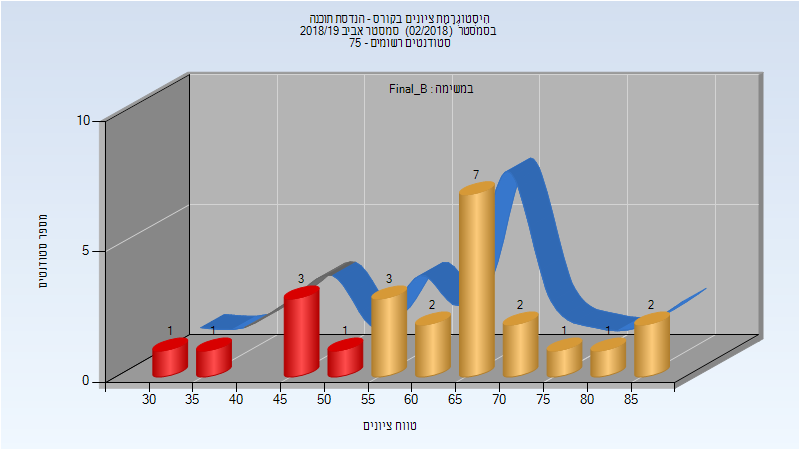 היסטוגרמת ציונים בקורס - הנדסת תוכנה
בסמסטר (02/2018) סמסטר אביב 2018/19
סטודנטים רשומים - 75
במשימה : Final_B
מספר סטודנטים
10
5
0
1
1
3
1
3
2
7
2
1
1
2
30 35 40 45 50 55 60 65 70 75 80 85
טווח ציונים